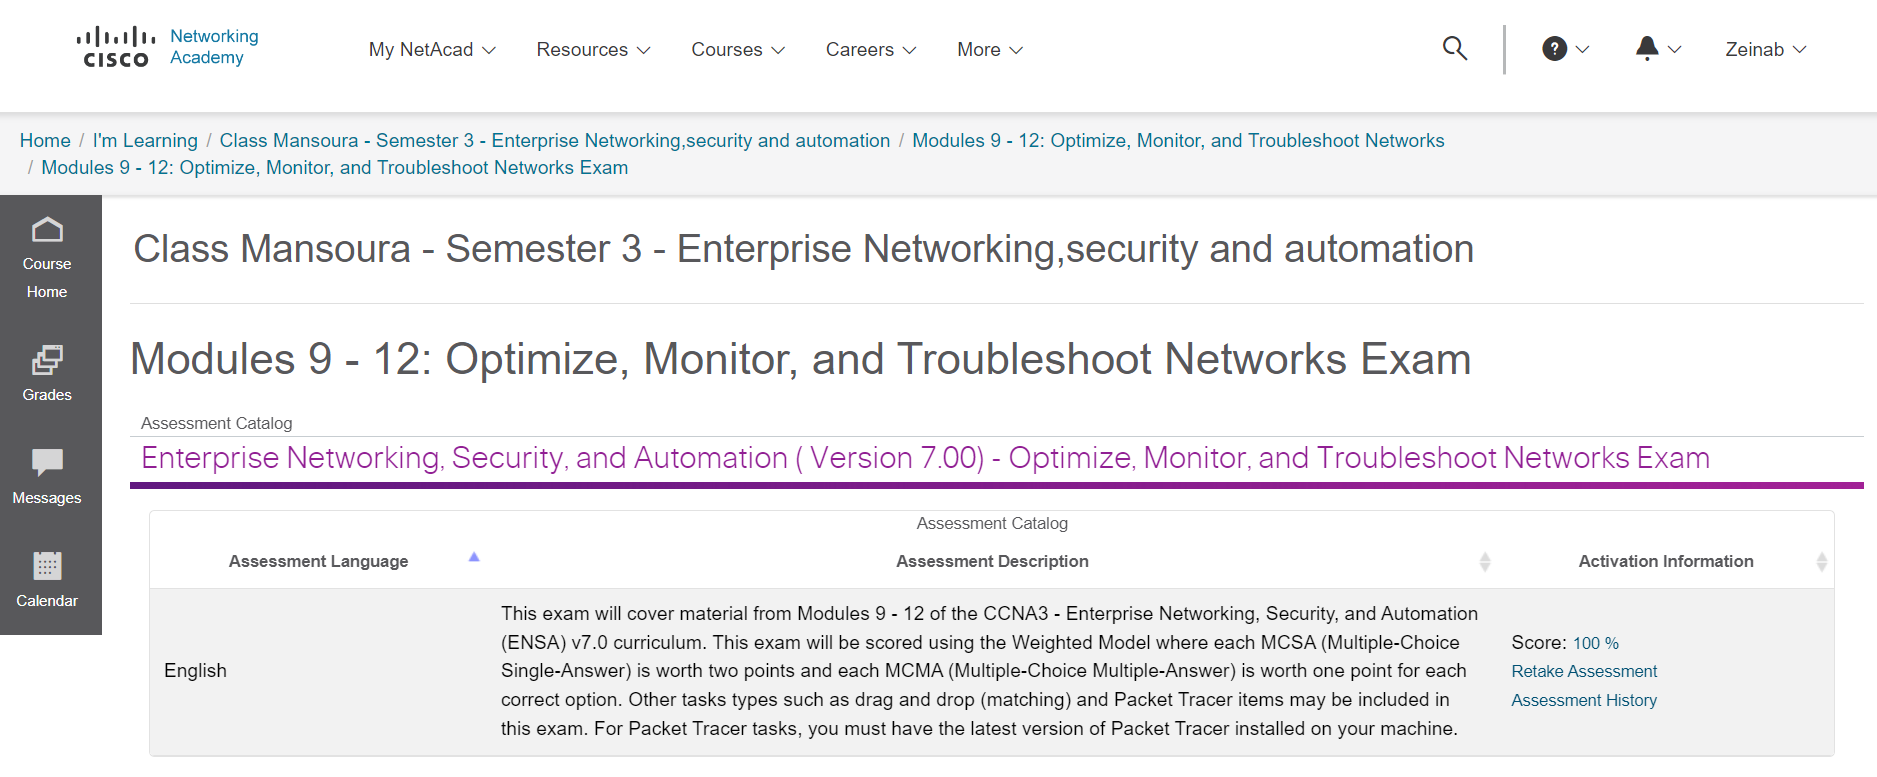 CISCO
Networking
Academy
My NetAcad
Resources
Courses
Careers
More
?
Zeinab
Home / I'm Learning / Class Mansoura - Semester 3 - Enterprise Networking,security and automation / Modules 9 - 12: Optimize, Monitor, and Troubleshoot Networks
/ Modules 9 - 12: Optimize, Monitor, and Troubleshoot Networks Exam
Course
Home
Grades
Messages
Calendar
Class Mansoura - Semester 3 - Enterprise Networking,security and automation
Modules 9 - 12: Optimize, Monitor, and Troubleshoot Networks Exam
Assessment Catalog
Enterprise Networking, Security, and Automation ( Version 7.00) - Optimize, Monitor, and Troubleshoot Networks Exam
Assessment Catalog
Assessment Language
Assessment Description
Activation Information
English
This exam will cover material from Modules 9 - 12 of the CCNA3 - Enterprise Networking, Security, and Automation
(ENSA) v7.0 curriculum. This exam will be scored using the Weighted Model where each MCSA (Multiple-Choice
Single-Answer) is worth two points and each MCMA (Multiple-Choice Multiple-Answer) is worth one point for each
correct option. Other tasks types such as drag and drop (matching) and Packet Tracer items may be included in
this exam. For Packet Tracer tasks, you must have the latest version of Packet Tracer installed on your machine.
Score: 100 %
Retake Assessment
Assessment History